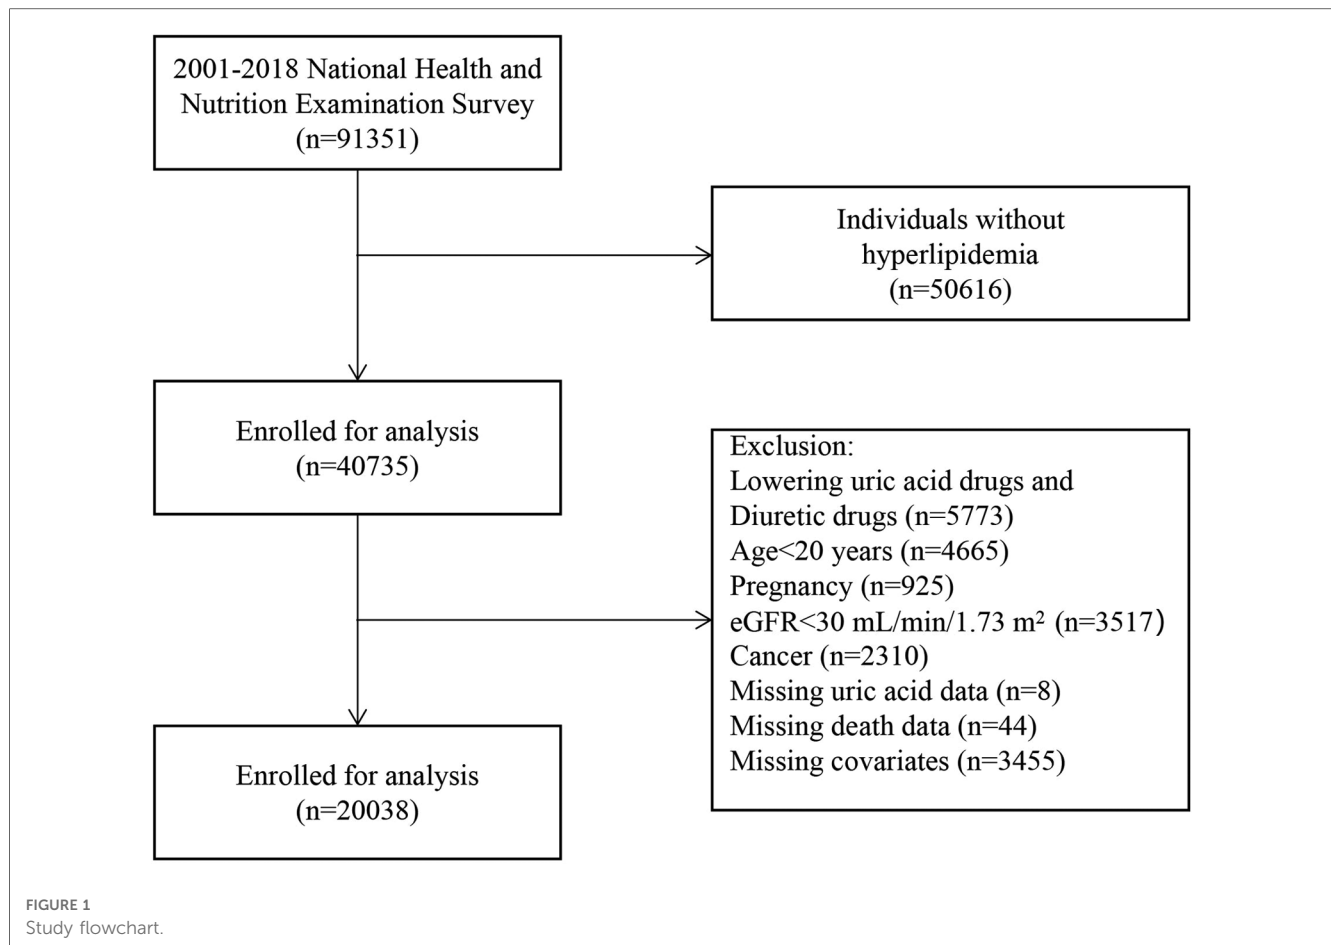 2001-2018 National Health and
Nutrition Examination Survey
(n=91351)
Individuals without
hyperlipidemia
(n=50616)
Enrolled for analysis
(n=40735)
Exclusion:
Lowering uric acid drugs and
Diuretic drugs (n=5773)
Age<20 years (n=4665)
Pregnancy (n=925)
eGFR<30 mL/min/1.73 m² (n=3517)
Cancer (n=2310)
Missing uric acid data (n=8)
Missing death data (n=44)
Missing covariates (n=3455)
Enrolled for analysis
(n=20038)
FIGURE 1
Study flowchart.